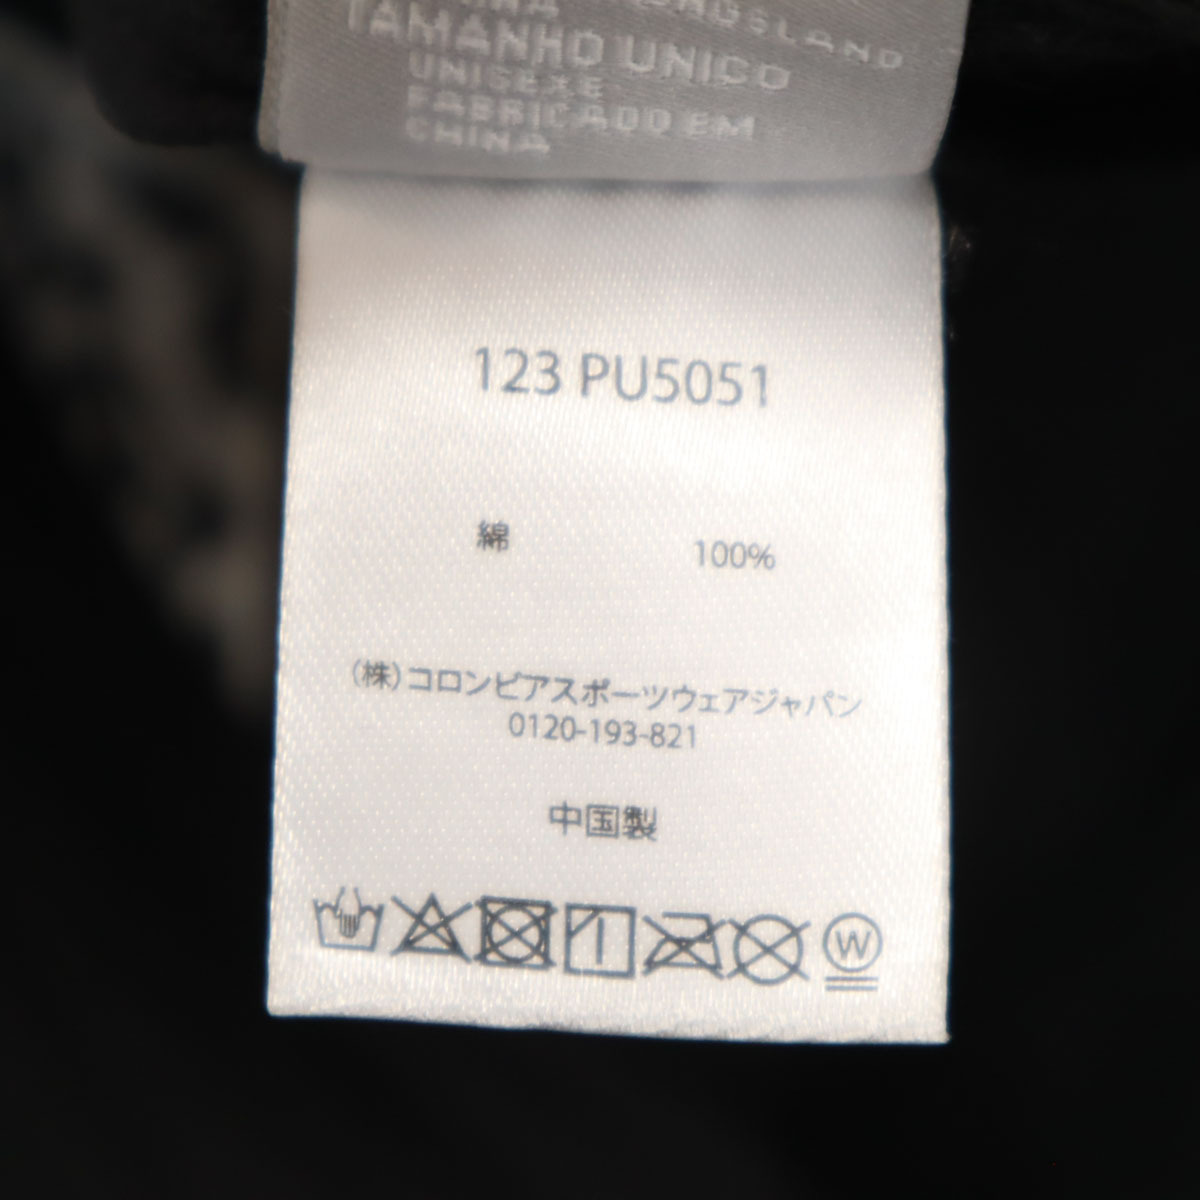 TAMANHO UNICO
UNISEXE
FABRICADO EM
CHINA
123 PU5051
綿 100%
(株)コロンビアスポーツウェアジャパン
0120-193-821
中国製
W